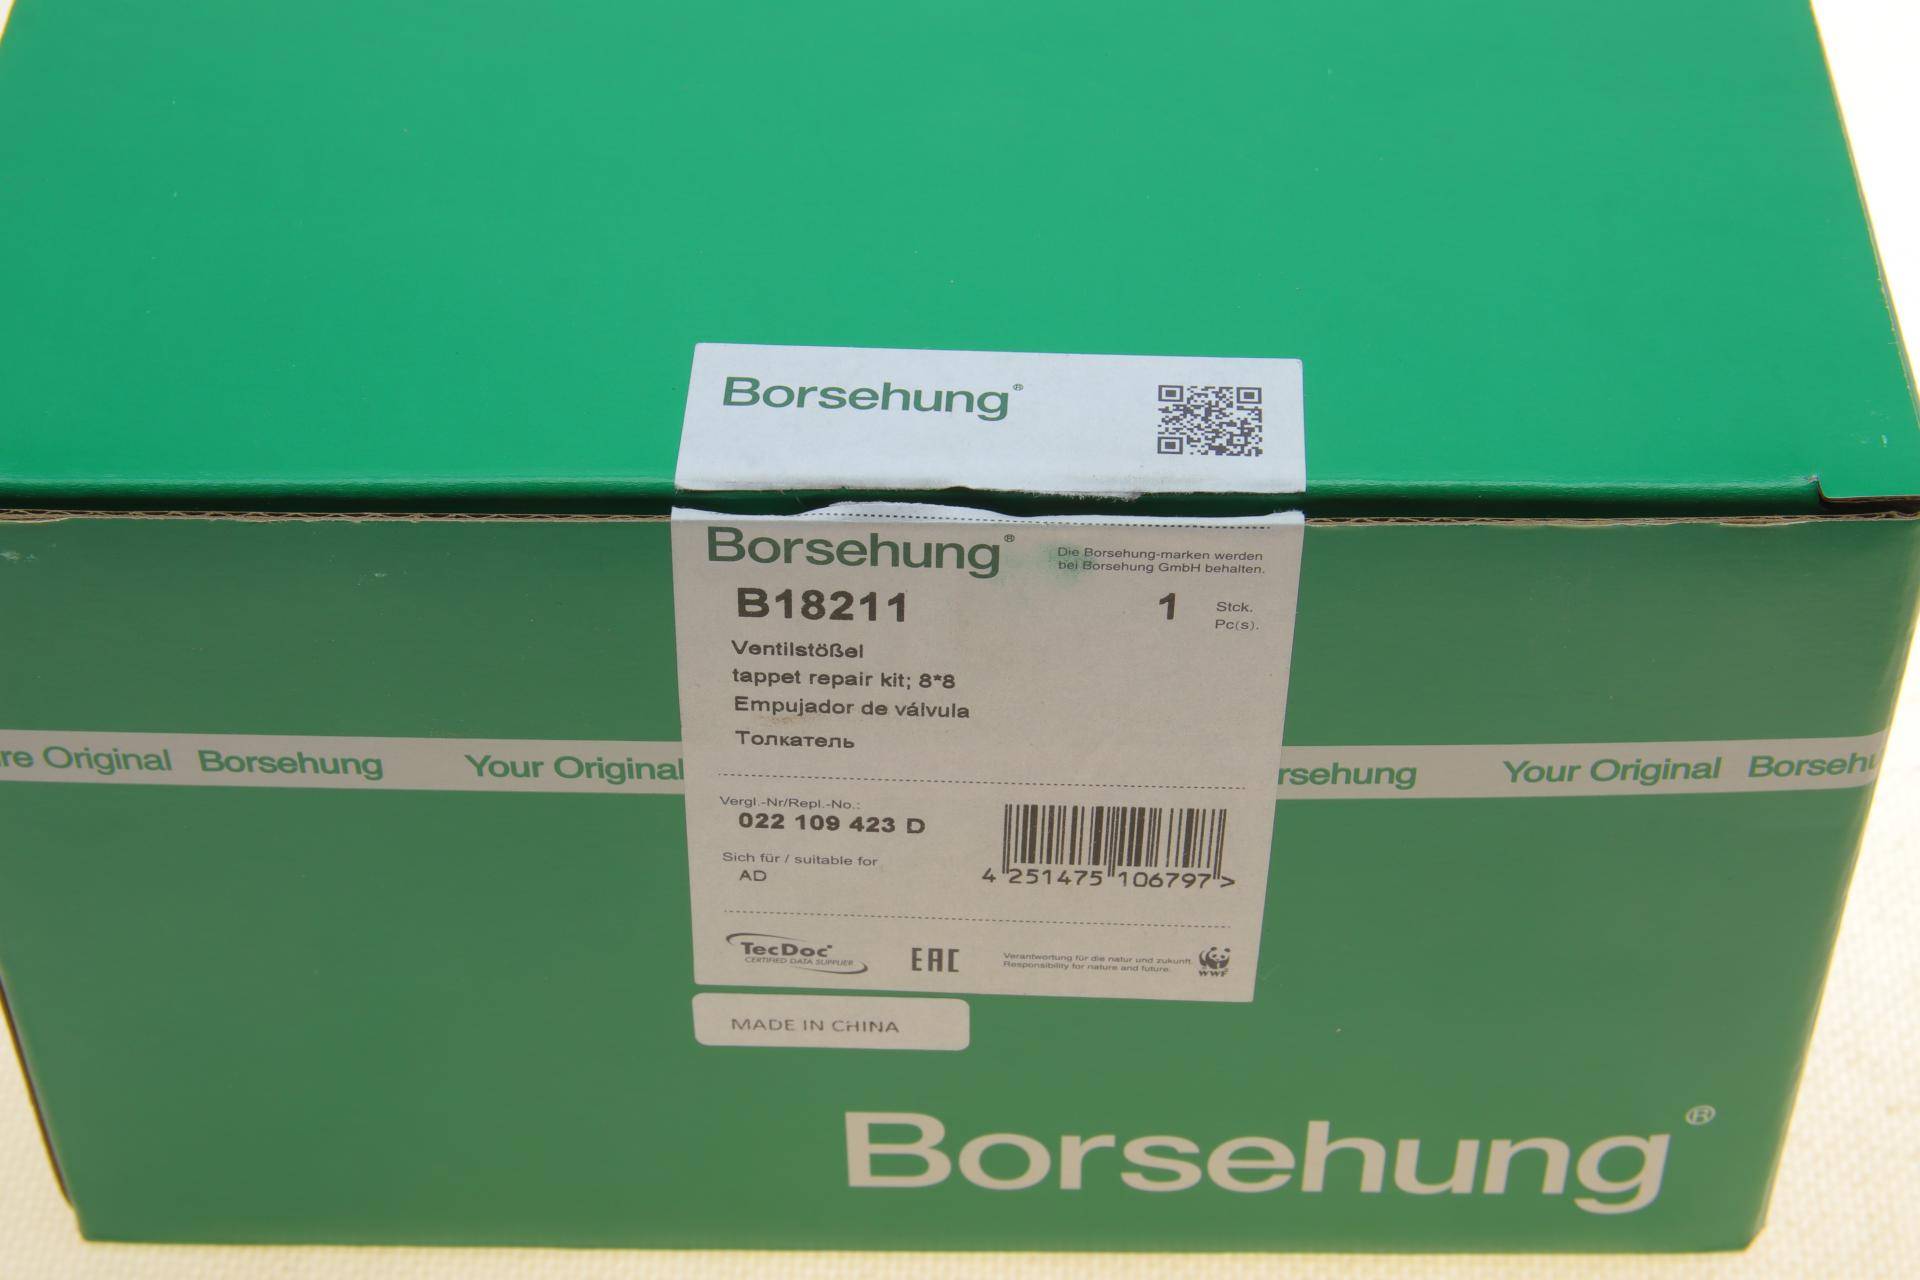 Borsehung®
Borsehung®
Die Borsehung-marken werden
bei Borsehung GmbH behalten.
B18211
1 Stck.
Pc(s).
Ventilstößel
tappet repair kit; 8*8
Empujador de válvula
Толкатель
re Original Borsehung Your Original
rsehung Your Original Borsehu
Vergl.-Nr/Repl.-No.:
022 109 423 D
Sich für / suitable for
AD
4 251475 106797 >
TecDoc
CERTIFIED DATA SUPPLIER
EAC
Verantwortung für die natur und zukunft.
Responsibility for nature and future.
WWF
MADE IN CHINA
Borsehung®